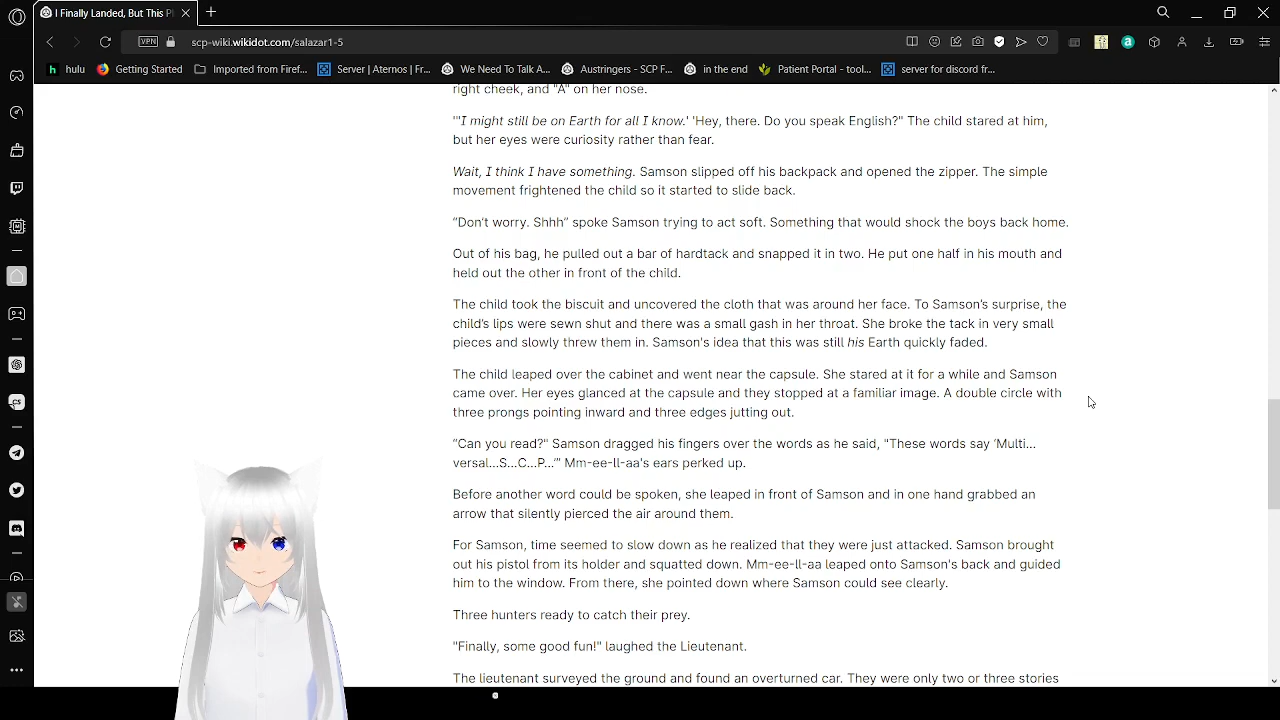 I Finally Landed, But This Pl
VPN
scp-wiki.wikidot.com/salazar1-5
hulu
Getting Started
Imported from Firef...
Server | Aternos | Fr...
We Need To Talk A...
Austringers - SCP F...
in the end
Patient Portal - tool...
server for discord fr...
right cheek, and "A" on her nose.
"'I might still be on Earth for all I know.' 'Hey, there. Do you speak English?" The child stared at him,
but her eyes were curiosity rather than fear.
Wait, I think I have something. Samson slipped off his backpack and opened the zipper. The simple
movement frightened the child so it started to slide back.
“Don’t worry. Shhh” spoke Samson trying to act soft. Something that would shock the boys back home.
Out of his bag, he pulled out a bar of hardtack and snapped it in two. He put one half in his mouth and
held out the other in front of the child.
The child took the biscuit and uncovered the cloth that was around her face. To Samson’s surprise, the
child’s lips were sewn shut and there was a small gash in her throat. She broke the tack in very small
pieces and slowly threw them in. Samson's idea that this was still his Earth quickly faded.
The child leaped over the cabinet and went near the capsule. She stared at it for a while and Samson
came over. Her eyes glanced at the capsule and they stopped at a familiar image. A double circle with
three prongs pointing inward and three edges jutting out.
“Can you read?" Samson dragged his fingers over the words as he said, "These words say ‘Multi…
versal…S…C…P…’" Mm-ee-ll-aa's ears perked up.
Before another word could be spoken, she leaped in front of Samson and in one hand grabbed an
arrow that silently pierced the air around them.
For Samson, time seemed to slow down as he realized that they were just attacked. Samson brought
out his pistol from its holder and squatted down. Mm-ee-ll-aa leaped onto Samson's back and guided
him to the window. From there, she pointed down where Samson could see clearly.
Three hunters ready to catch their prey.
"Finally, some good fun!" laughed the Lieutenant.
The lieutenant surveyed the ground and found an overturned car. They were only two or three stories